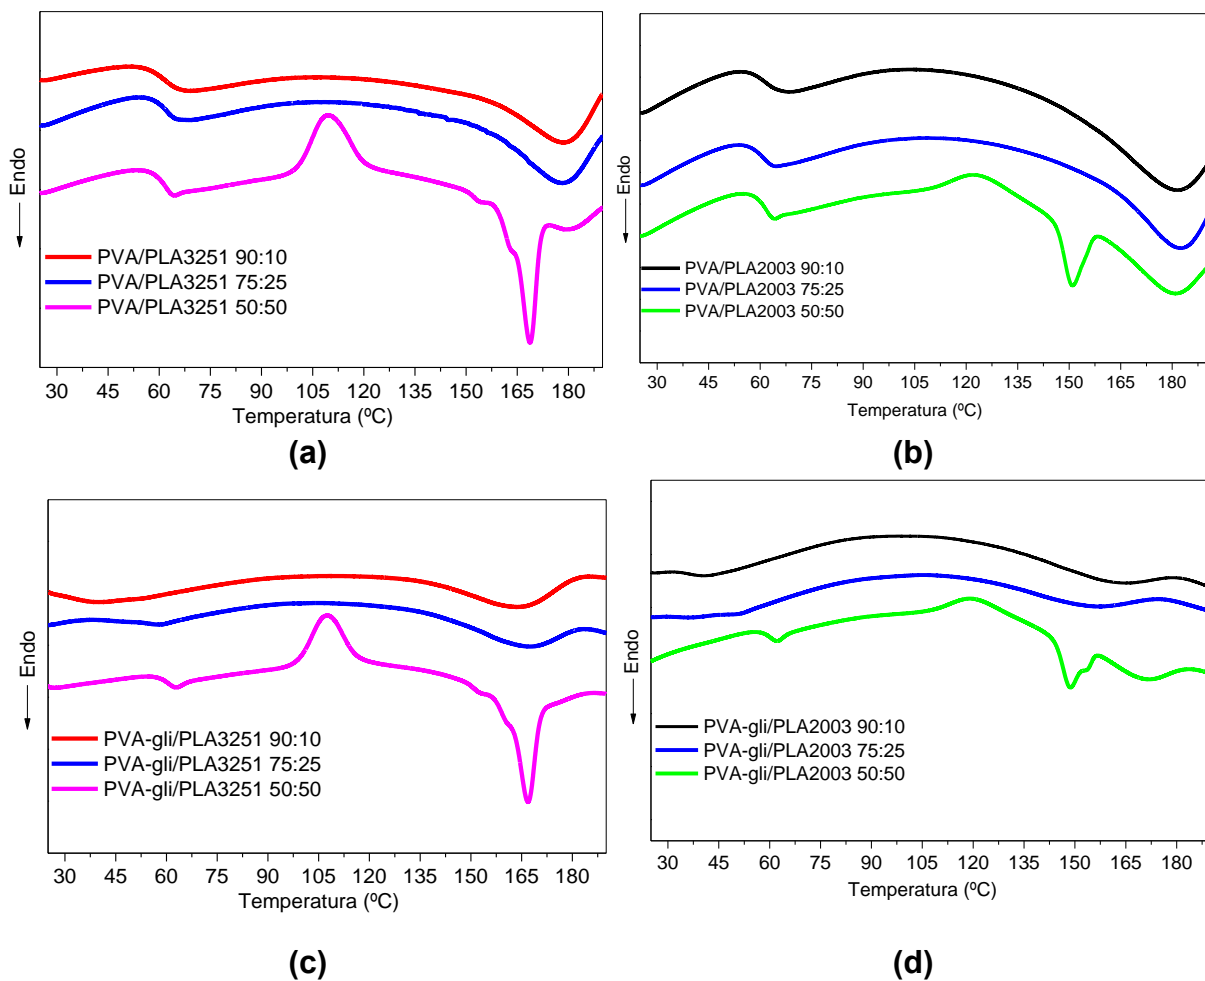 Endo
PVA/PLA3251 90:10
PVA/PLA3251 75:25
PVA/PLA3251 50:50
30 45 60 75 90 105 120 135 150 165 180
Temperatura (ºC)
(a)
Endo
PVA/PLA2003 90:10
PVA/PLA2003 75:25
PVA/PLA2003 50:50
30 45 60 75 90 105 120 135 150 165 180
Temperatura (ºC)
(b)
Endo
PVA-gli/PLA3251 90:10
PVA-gli/PLA3251 75:25
PVA-gli/PLA3251 50:50
30 45 60 75 90 105 120 135 150 165 180
Temperatura (ºC)
(c)
Endo
PVA-gli/PLA2003 90:10
PVA-gli/PLA2003 75:25
PVA-gli/PLA2003 50:50
30 45 60 75 90 105 120 135 150 165 180
Temperatura (ºC)
(d)